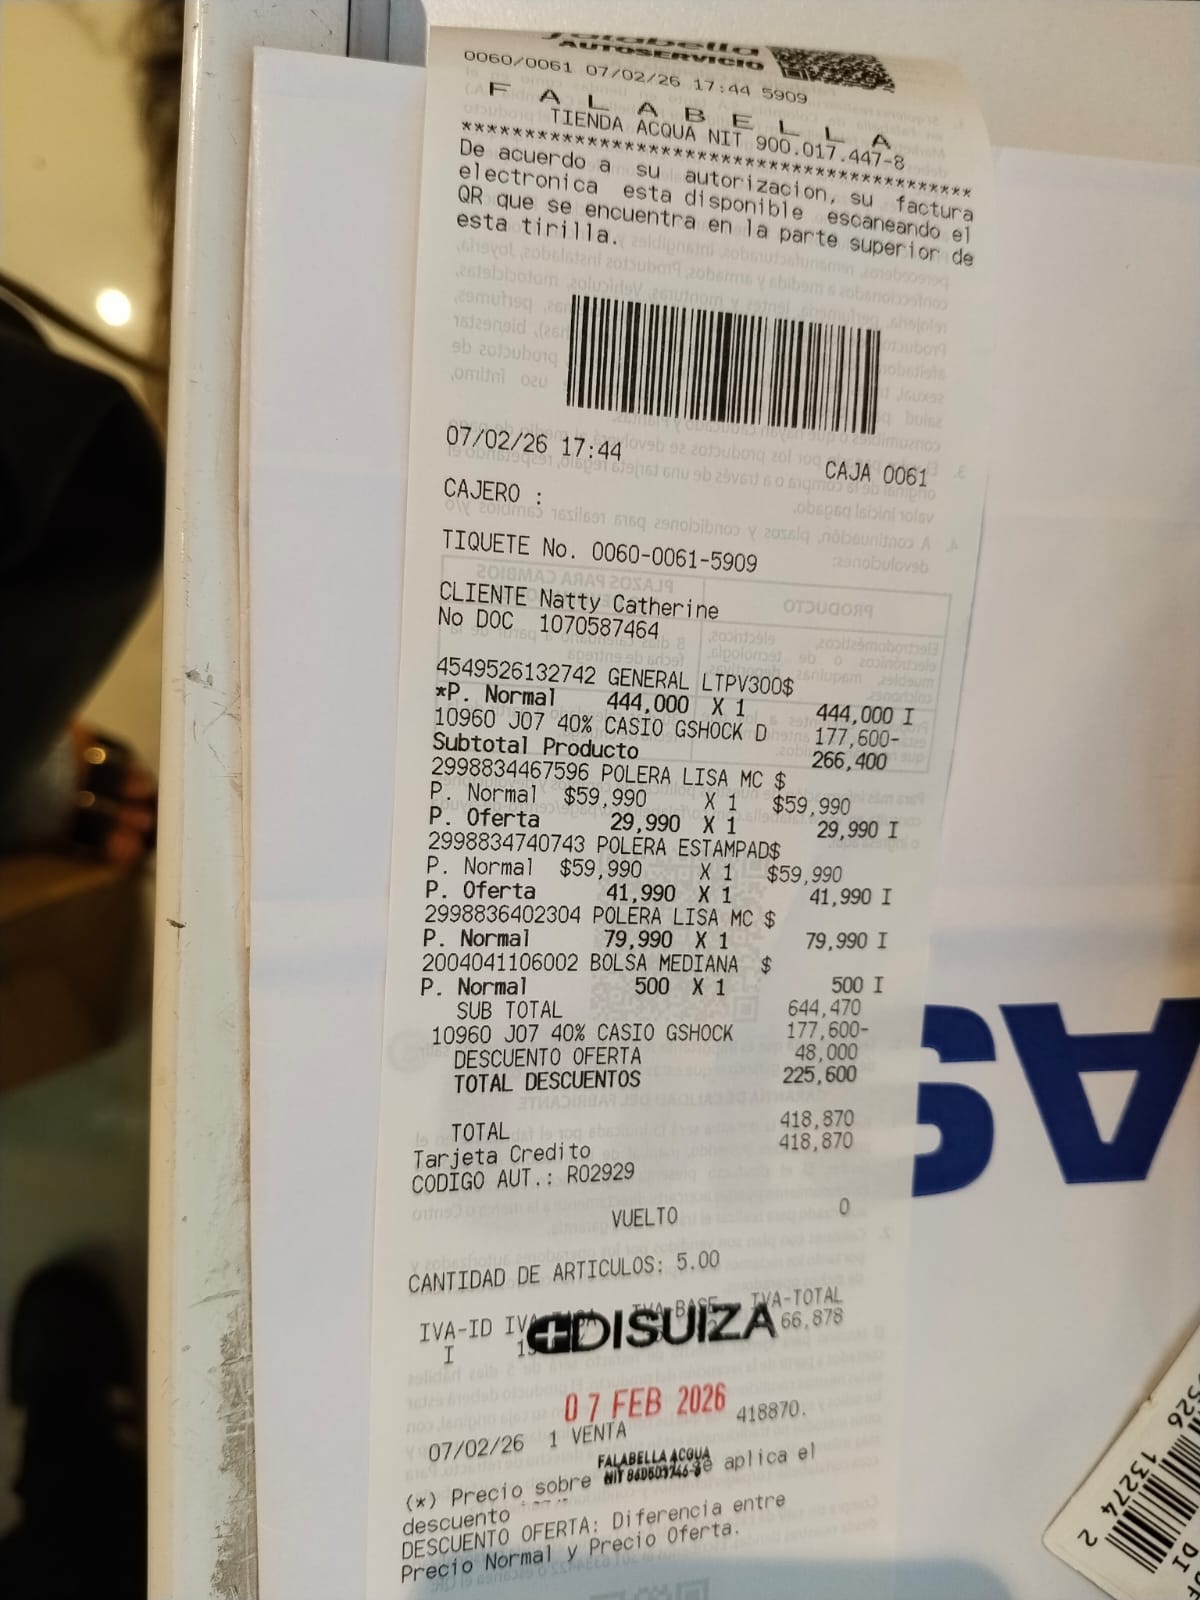 falabella
AUTOSERVICIO
0060/0061 07/02/26 17:44 5909
F A L A B E L L A
TIENDA ACQUA NIT 900.017.447-8
****************************************
De acuerdo a su autorizacion, su factura
electronica esta disponible escaneando el
QR que se encuentra en la parte superior de
esta tirilla.
07/02/26 17:44 CAJA 0061
CAJERO :
TIQUETE No. 0060-0061-5909
CLIENTE Natty Catherine
No DOC 1070587464
4549526132742 GENERAL LTPV300$
*P. Normal 444,000 X 1 444,000 I
10960 J07 40% CASIO GSHOCK D 177,600-
Subtotal Producto 266,400
2998834467596 POLERA LISA MC $
P. Normal $59,990 X 1 $59,990
P. Oferta 29,990 X 1 29,990 I
2998834740743 POLERA ESTAMPAD$
P. Normal $59,990 X 1 $59,990
P. Oferta 41,990 X 1 41,990 I
2998836402304 POLERA LISA MC $
P. Normal 79,990 X 1 79,990 I
2004041106002 BOLSA MEDIANA $
P. Normal 500 X 1 500 I
SUB TOTAL 644,470
10960 J07 40% CASIO GSHOCK 177,600-
DESCUENTO OFERTA 48,000
TOTAL DESCUENTOS 225,600
TOTAL 418,870
Tarjeta Credito 418,870
CODIGO AUT.: R02929
VUELTO 0
CANTIDAD DE ARTICULOS: 5.00
IVA-ID IVA-BASE IVA-TOTAL
I 66,878
DISUIZA
07 FEB 2026
07/02/26 1 VENTA 418870.
FALABELLA ACQUA
(*) Precio sobre se aplica el
descuento
DESCUENTO OFERTA: Diferencia entre
Precio Normal y Precio Oferta.
AS
13274 2